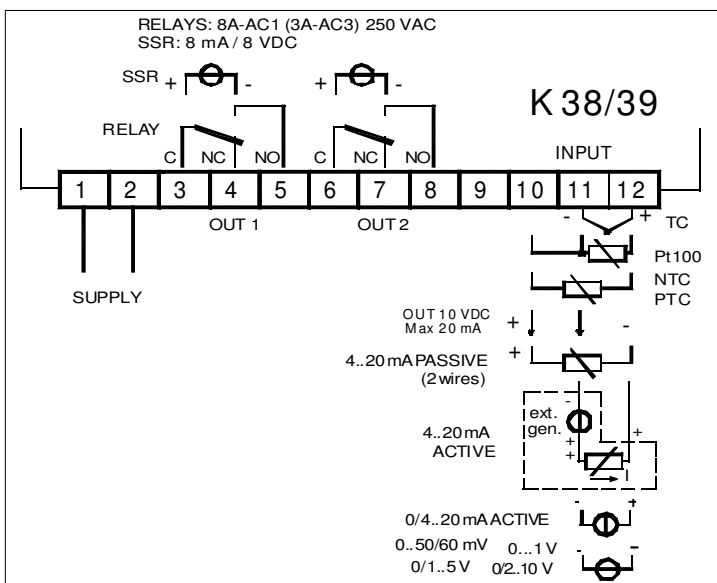 RELAYS: 8A-AC1 (3A-AC3) 250 VAC
SSR: 8 mA / 8 VDC
SSR + - + -
K 38/39
RELAY
C NC NO C NC NO INPUT
1 2 3 4 5 6 7 8 9 10 11 12
OUT 1 OUT 2 - + TC
Pt100
SUPPLY
NTC
PTC
OUT 10 VDC
Max 20 mA + -
4..20 mA PASSIVE +
(2 wires)
-
ext.
gen.
+ +
4..20 mA +
ACTIVE
I
- +
0/4..20 mA ACTIVE
0..50/60 mV 0...1 V - -
0/1..5 V 0/2..10 V